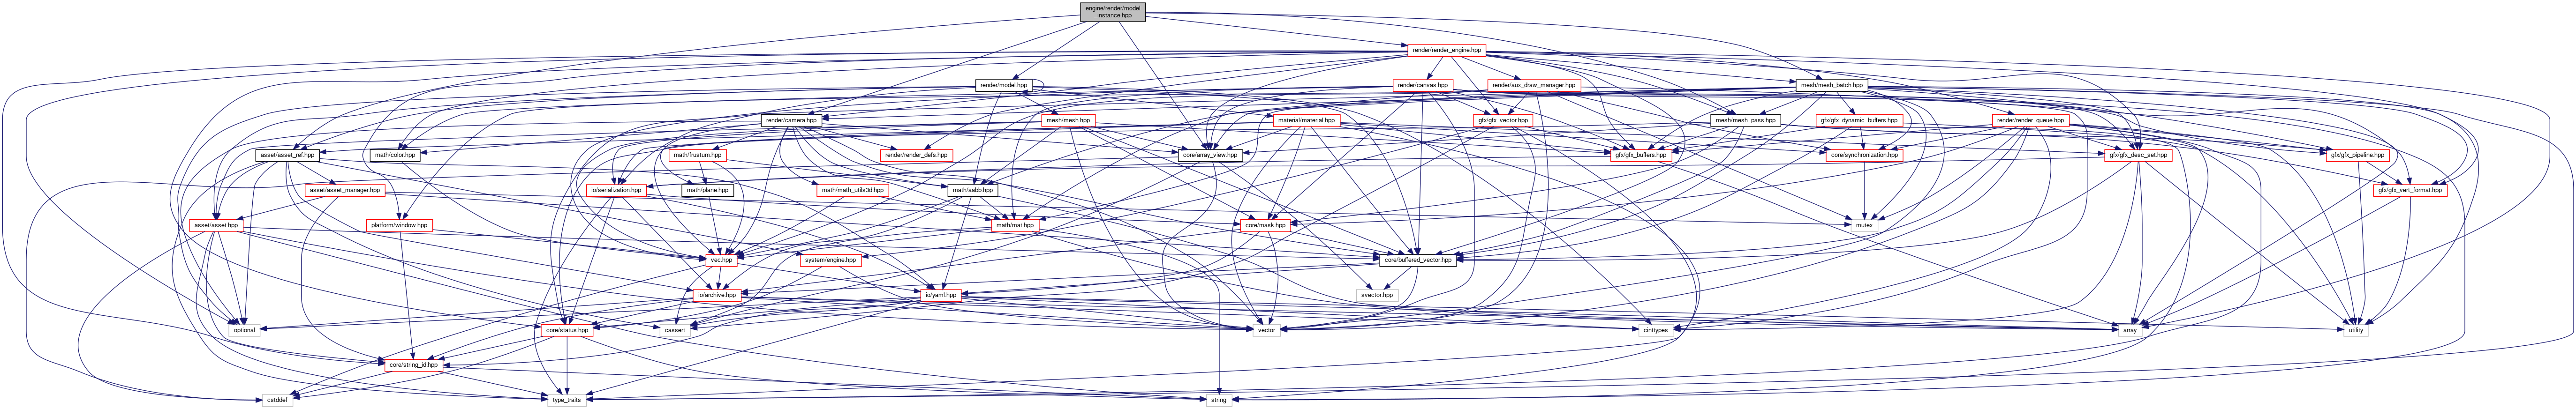 engine/render/model
_instance.hpp
render/render_engine.hpp
render/model.hpp
render/canvas.hpp
render/aux_draw_manager.hpp
mesh/mesh_batch.hpp
render/camera.hpp
mesh/mesh.hpp
material/material.hpp
gfx/gfx_vector.hpp
mesh/mesh_pass.hpp
gfx/gfx_dynamic_buffers.hpp
render/render_queue.hpp
asset/asset_ref.hpp
math/color.hpp
math/frustum.hpp
render/render_defs.hpp
core/array_view.hpp
gfx/gfx_buffers.hpp
core/synchronization.hpp
gfx/gfx_desc_set.hpp
gfx/gfx_pipeline.hpp
asset/asset_manager.hpp
io/serialization.hpp
math/plane.hpp
math/math_utils3d.hpp
math/aabb.hpp
gfx/gfx_vert_format.hpp
asset/asset.hpp
platform/window.hpp
math/mat.hpp
core/mask.hpp
mutex
vec.hpp
system/engine.hpp
core/buffered_vector.hpp
io/archive.hpp
io/yaml.hpp
svector.hpp
optional
core/status.hpp
cassert
vector
cinttypes
array
utility
core/string_id.hpp
cstddef
type_traits
string